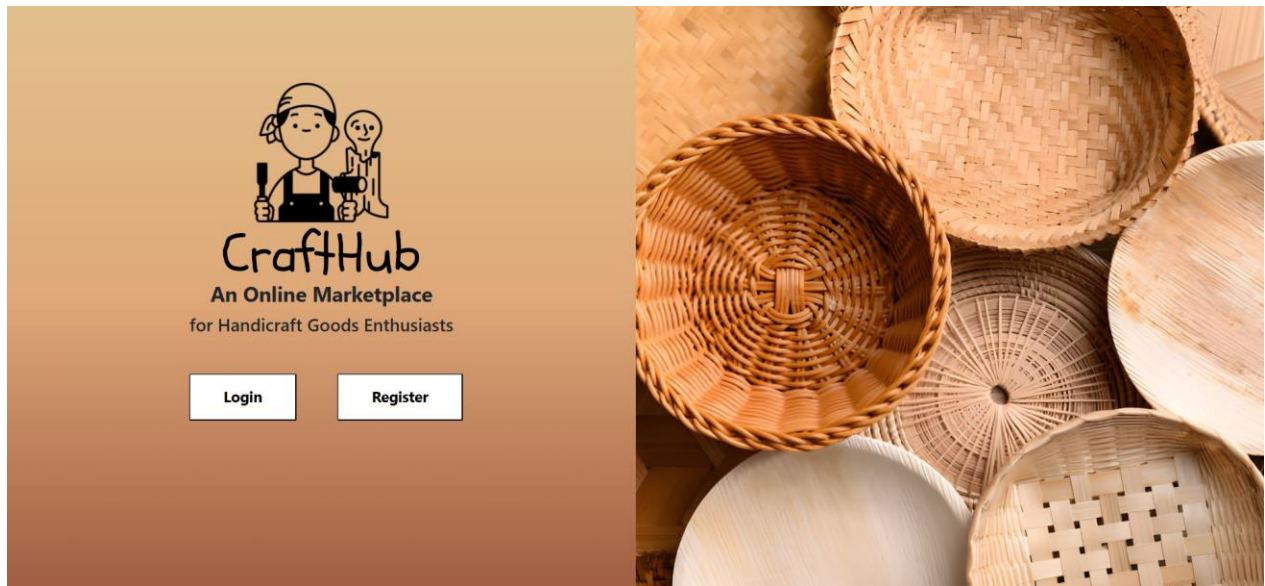 CraftHub
An Online Marketplace
for Handicraft Goods Enthusiasts
Login
Register